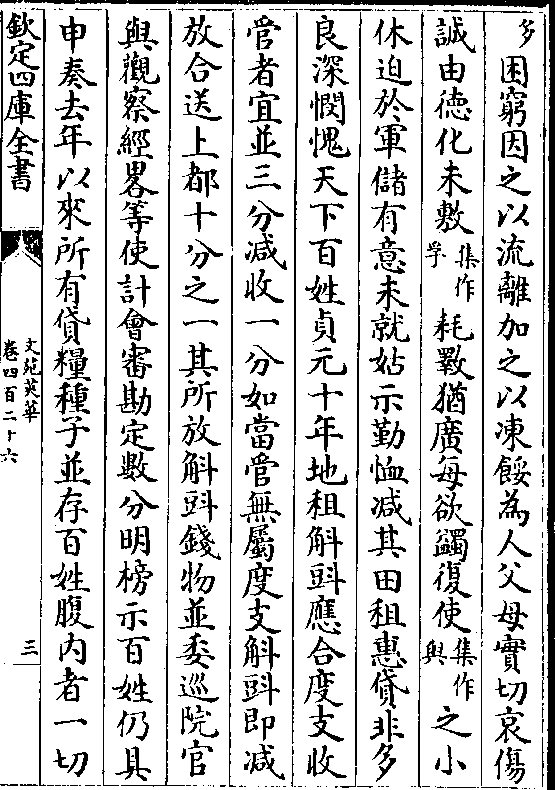 多困窮因之以流離加之以凍餒為人父母實切哀傷
誠由德化未敷集作孚耗斁猶廣每欲蠲復使集作與之小
休迫於軍儲有意未就姑示勤恤减其田租惠貸非多
良深憫愧天下百姓貞元十年地租斛㪷應合度支收
管者宜並三分减收一分如當管無屬度支斛㪷即减
放合送上都十分之一其所放斛㪷錢物並委巡院官
與觀察經畧等使計會審勘定數分明榜示百姓仍具
申奏去年以來所有貸糧種子並存百姓腹内者一切
欽定四庫全書
文苑英華
卷四百二十六
三